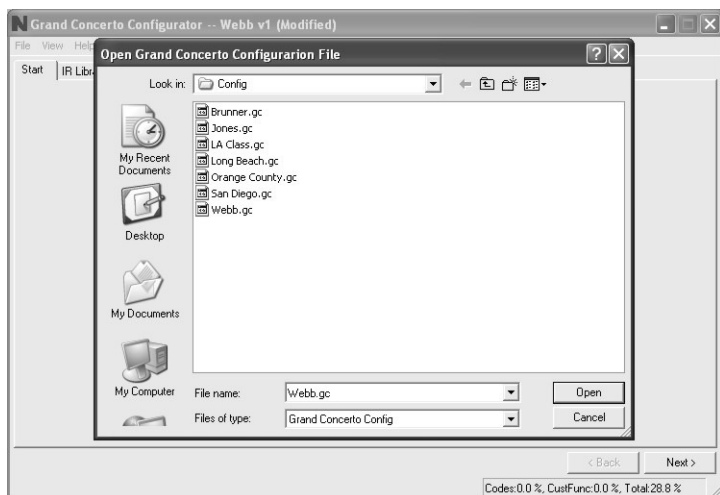 Grand Concerto Configurator -- Webb v1 (Modified)
File View Help
Open Grand Concerto Configurarion File
Start IR Libr
Look in: Config
My Recent Documents
Desktop
My Documents
My Computer
Brunner.gc
Jones.gc
LA Class.gc
Long Beach.gc
Orange County.gc
San Diego.gc
Webb.gc
File name: Webb.gc Open
Files of type: Grand Concerto Config Cancel
< Back Next >
Codes:0.0 %, CustFunc:0.0 %, Total:28.8 %